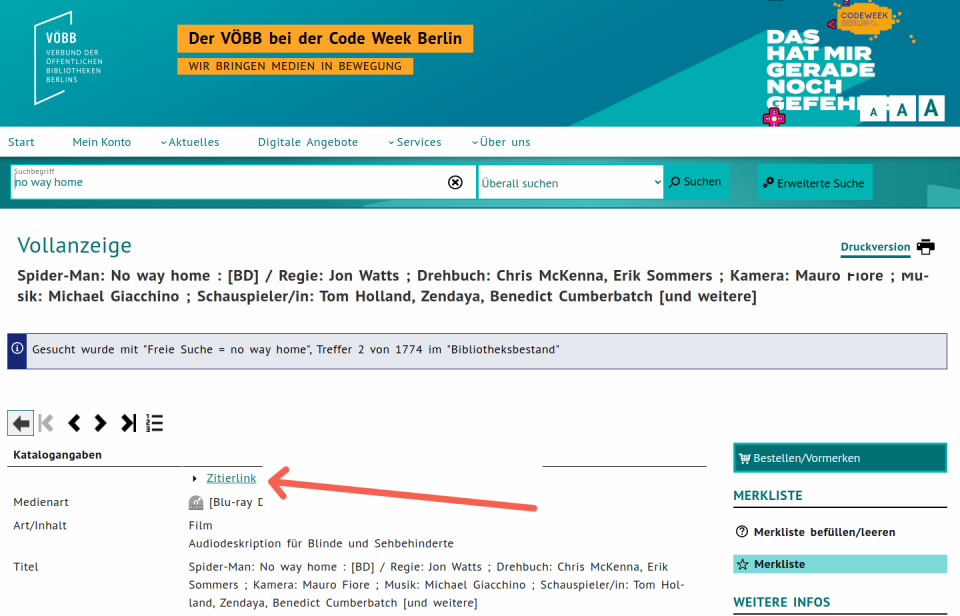 VÖBB
VERBUND DER
ÖFFENTLICHEN
BIBLIOTHEKEN
BERLINS
Der VÖBB bei der Code Week Berlin
WIR BRINGEN MEDIEN IN BEWEGUNG
CODEWEEK
BERLIN
DAS
HAT MIR
GERADE
NOCH
GEFEH
A A A
Start Mein Konto Aktuelles Digitale Angebote Services Über uns
Suchbegriff
no way home
Überall suchen
Suchen
Erweiterte Suche
Vollanzeige
Druckversion
Spider-Man: No way home : [BD] / Regie: Jon Watts ; Drehbuch: Chris McKenna, Erik Sommers ; Kamera: Mauro Fiore ; Mu-
sik: Michael Giacchino ; Schauspieler/in: Tom Holland, Zendaya, Benedict Cumberbatch [und weitere]
Gesucht wurde mit "Freie Suche = no way home", Treffer 2 von 1774 im "Bibliotheksbestand"
Katalogangaben
Zitierlink
Medienart [Blu-ray D
Art/Inhalt Film
Audiodeskription für Blinde und Sehbehinderte
Titel Spider-Man: No way home : [BD] / Regie: Jon Watts ; Drehbuch: Chris McKenna, Erik
Sommers ; Kamera: Mauro Fiore ; Musik: Michael Giacchino ; Schauspieler/in: Tom Hol-
land, Zendaya, Benedict Cumberbatch [und weitere]
Bestellen/Vormerken
MERKLISTE
Merkliste befüllen/leeren
Merkliste
WEITERE INFOS